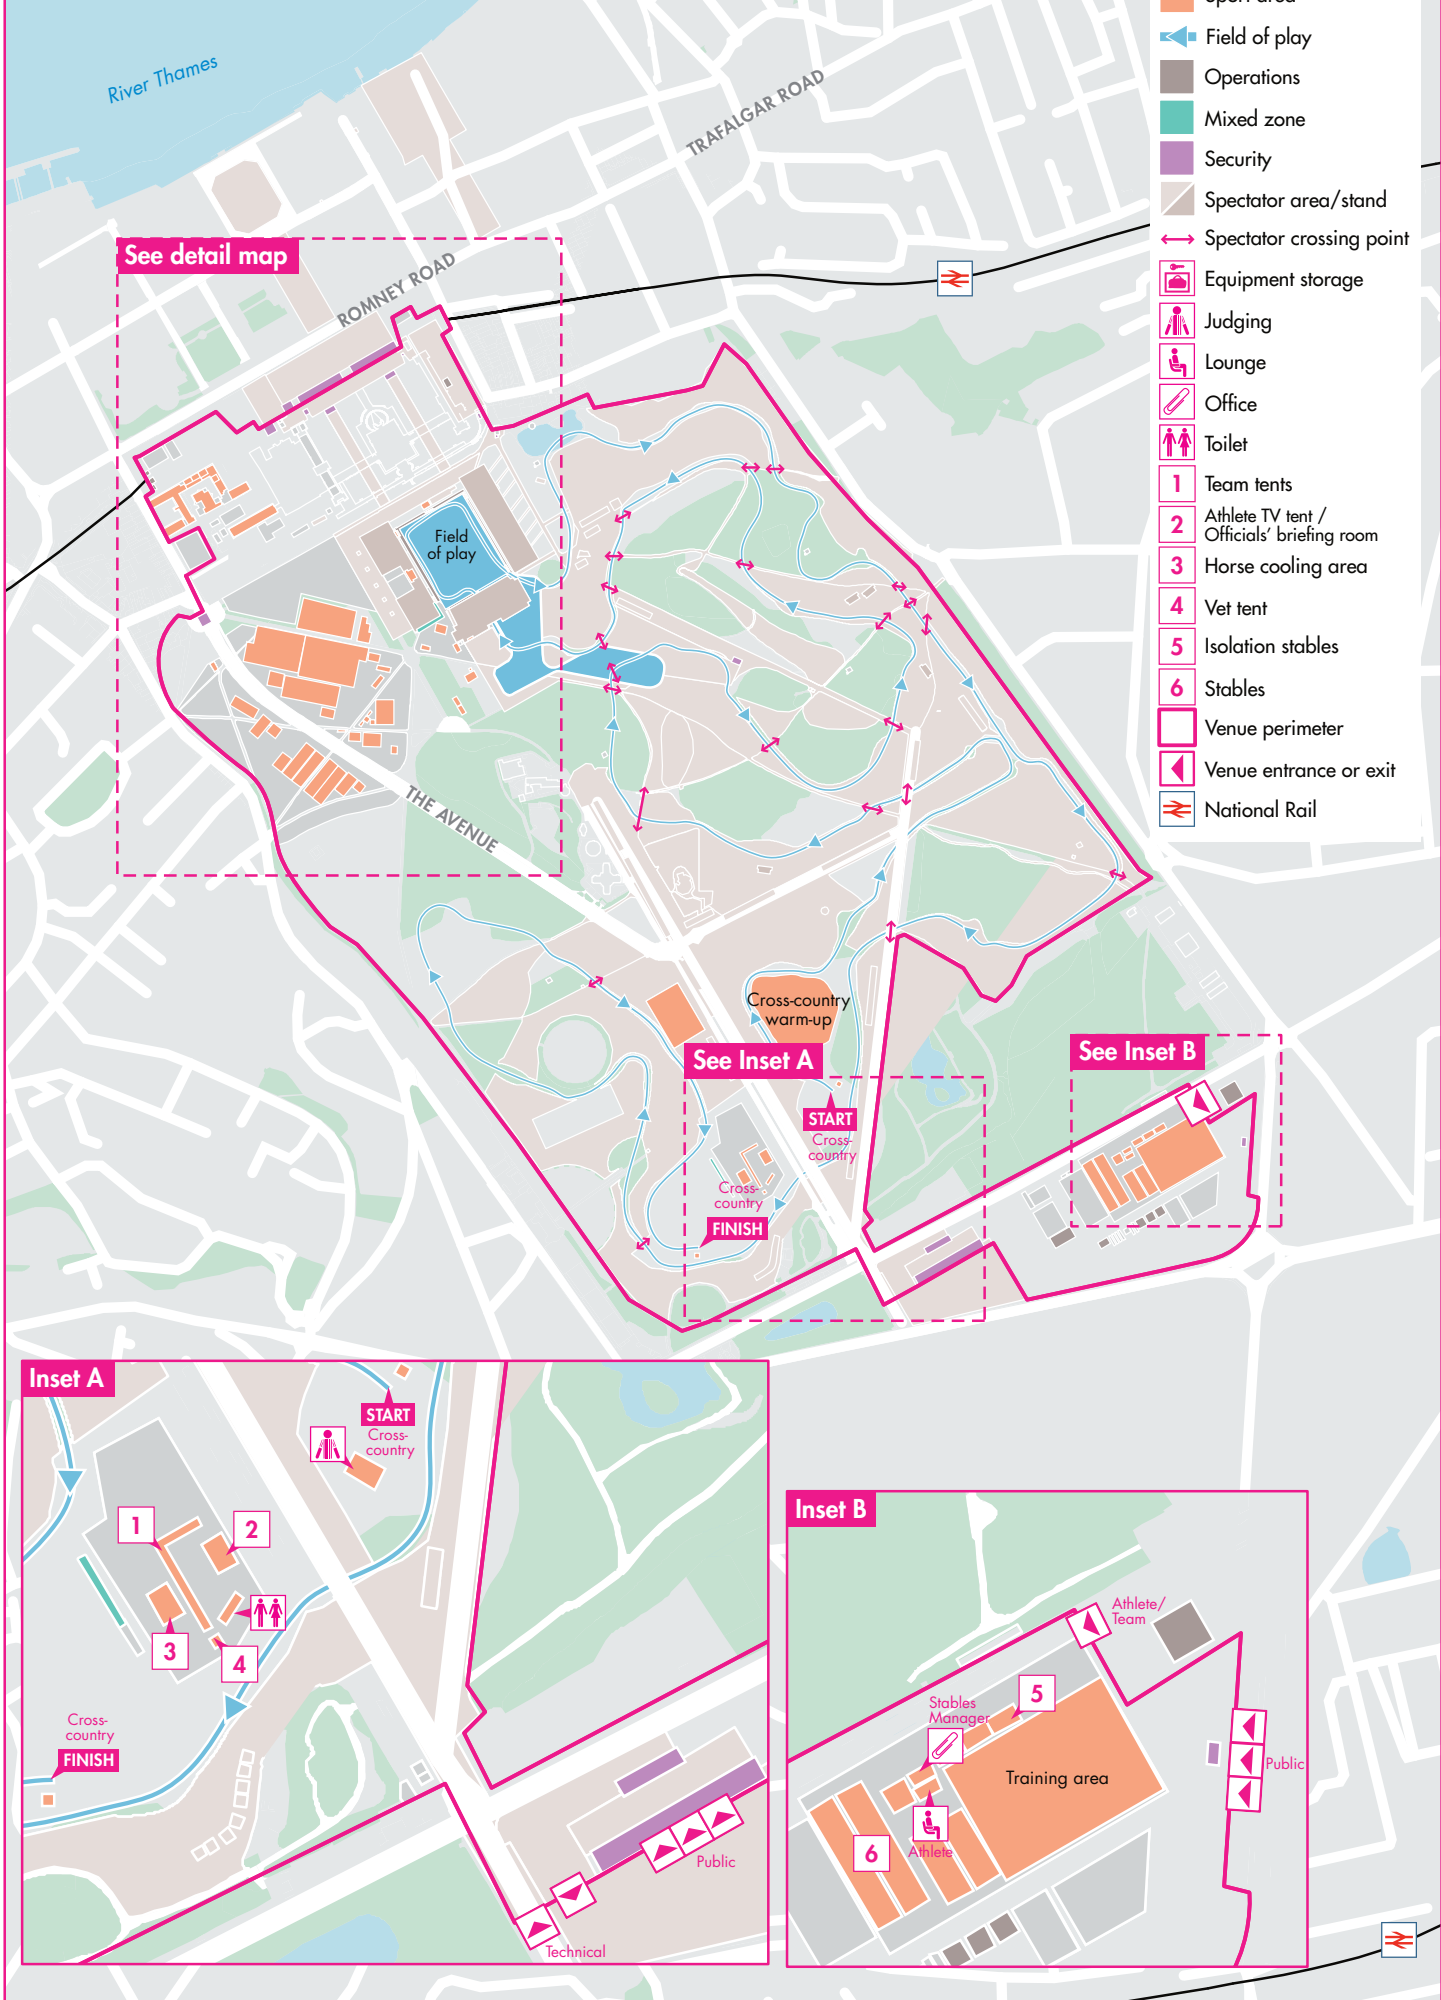 Sport area
Field of play
Operations
Mixed zone
Security
Spectator area/stand
Spectator crossing point
Equipment storage
Judging
Lounge
Office
Toilet
1 Team tents
2 Athlete TV tent /
Officials’ briefing room
3 Horse cooling area
4 Vet tent
5 Isolation stables
6 Stables
Venue perimeter
Venue entrance or exit
National Rail
River Thames
TRAFALGAR ROAD
See detail map
ROMNEY ROAD
Field
of play
THE AVENUE
Cross-country
warm-up
See Inset A
START
Cross-
country
Cross-
country
FINISH
See Inset B
Inset A
START
Cross-
country
1
2
3
4
Cross-
country
FINISH
Public
Technical
Inset B
Athlete/
Team
5
Stables
Manager
Training area
Public
6
Athlete